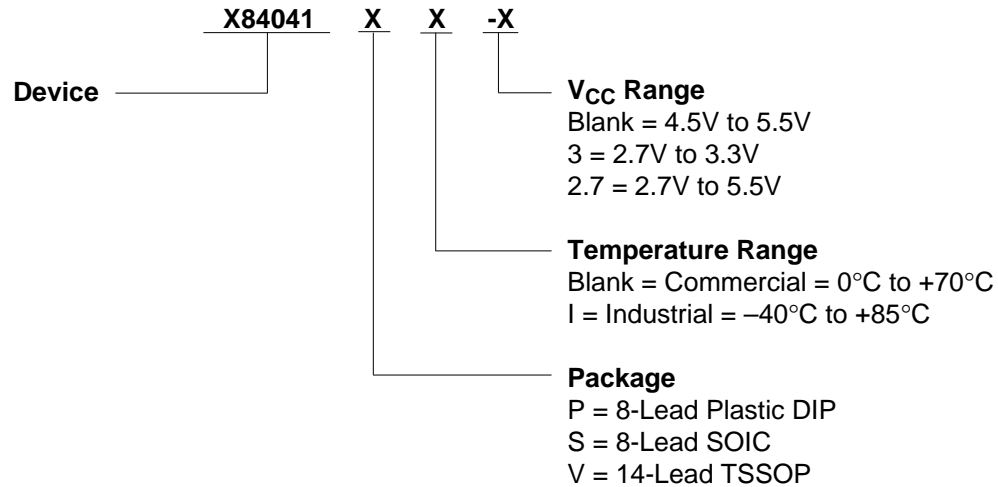 X84041 X X -X
Device
VCC Range
Blank = 4.5V to 5.5V
3 = 2.7V to 3.3V
2.7 = 2.7V to 5.5V
Temperature Range
Blank = Commercial = 0°C to +70°C
I = Industrial = –40°C to +85°C
Package
P = 8-Lead Plastic DIP
S = 8-Lead SOIC
V = 14-Lead TSSOP